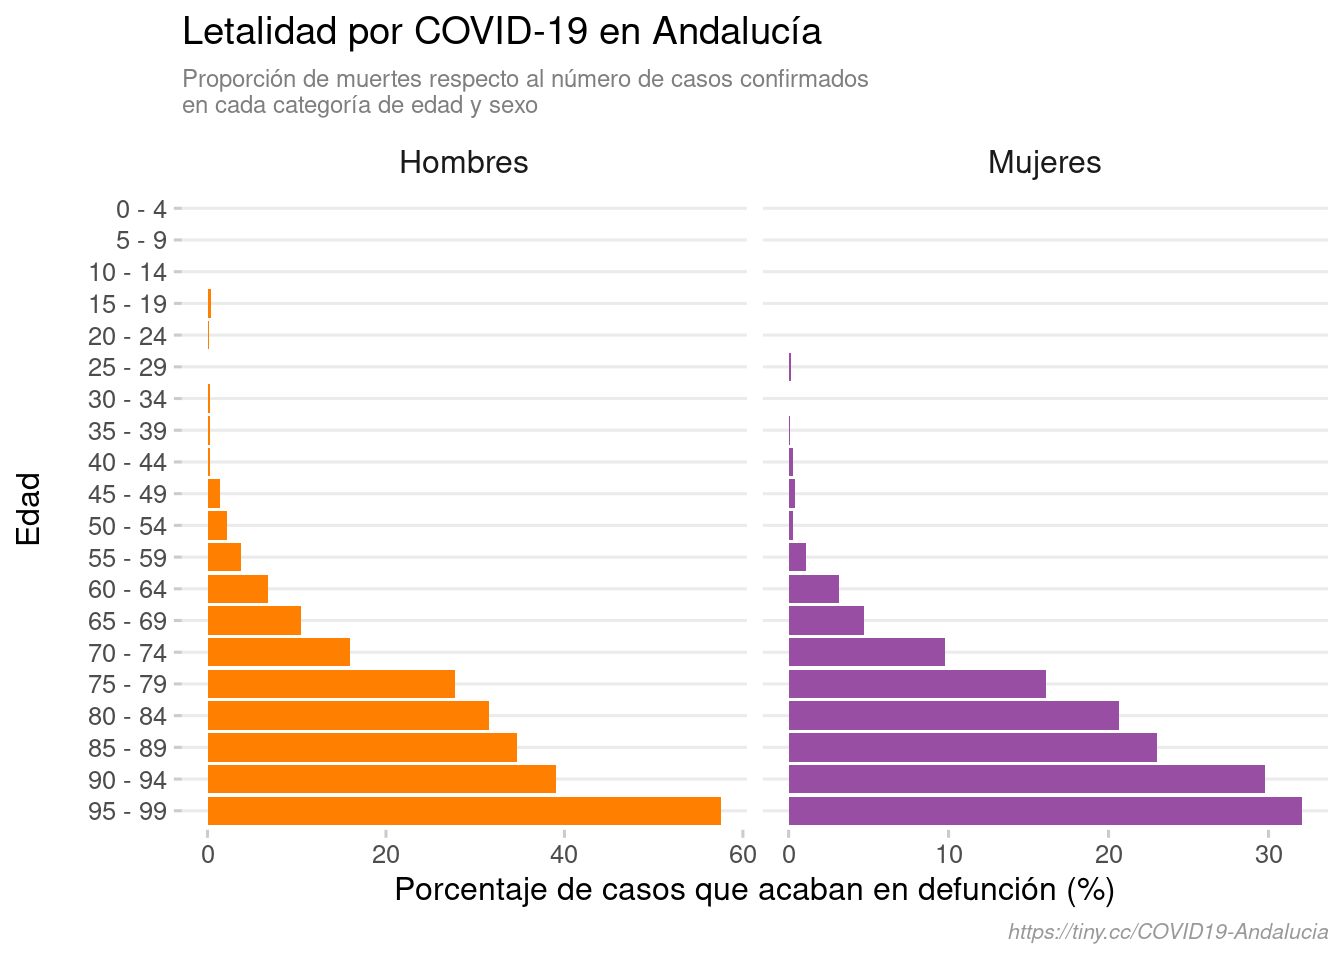 Letalidad por COVID-19 en Andalucía
Proporción de muertes respecto al número de casos confirmados
en cada categoría de edad y sexo
Hombres
Mujeres
Edad
0 - 4
5 - 9
10 - 14
15 - 19
20 - 24
25 - 29
30 - 34
35 - 39
40 - 44
45 - 49
50 - 54
55 - 59
60 - 64
65 - 69
70 - 74
75 - 79
80 - 84
85 - 89
90 - 94
95 - 99
0 20 40 60
0 10 20 30
Porcentaje de casos que acaban en defunción (%)
https://tiny.cc/COVID19-Andalucia